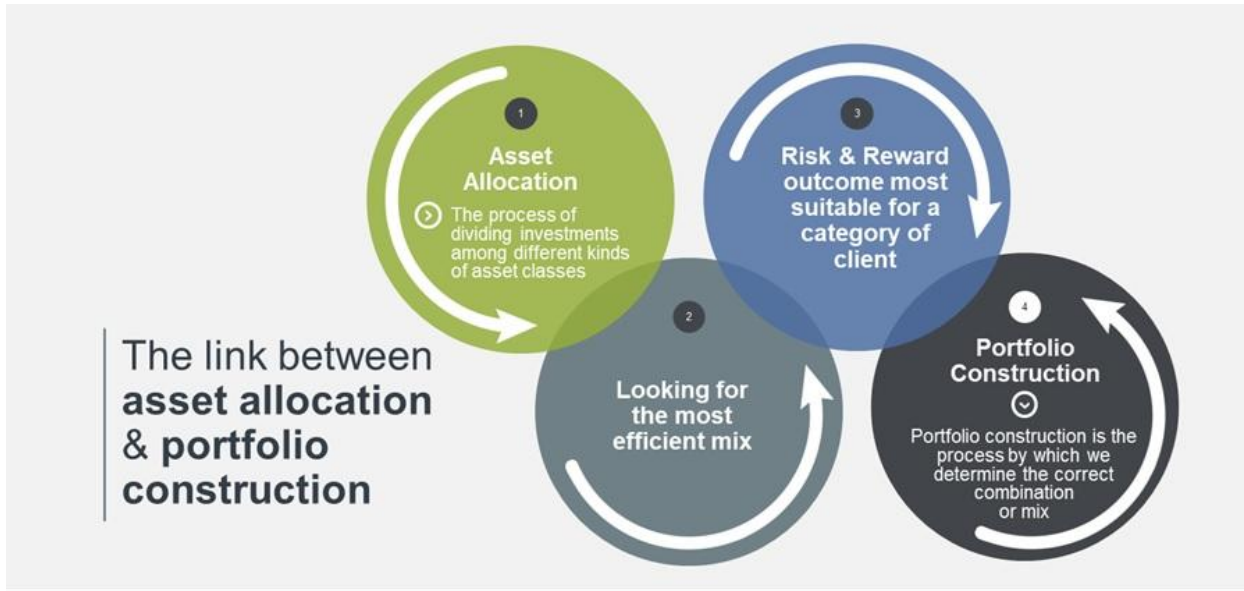 The link between
asset allocation
& portfolio
construction
1
Asset
Allocation
The process of
dividing investments
among different kinds
of asset classes
2
Looking for
the most
efficient mix
3
Risk & Reward
outcome most
suitable for a
category of
client
4
Portfolio
Construction
Portfolio construction is the
process by which we
determine the correct
combination
or mix